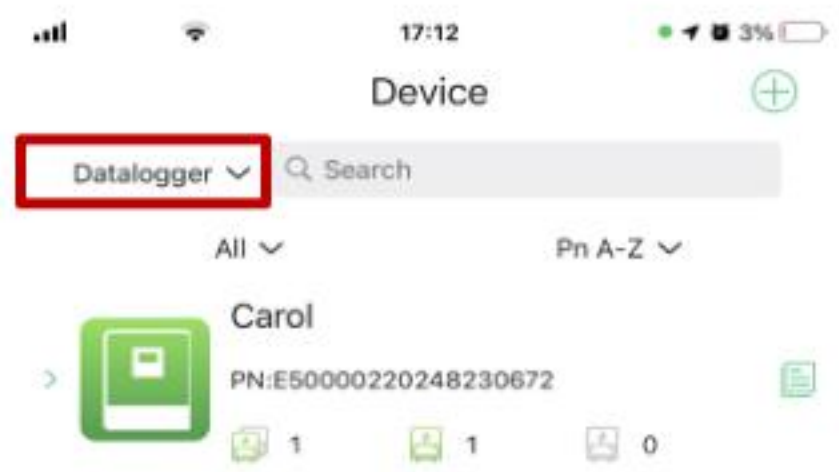 17:12 3%
Device
Datalogger Search
All Pn A-Z
Carol
PN:E50000220248230672
1 1 0